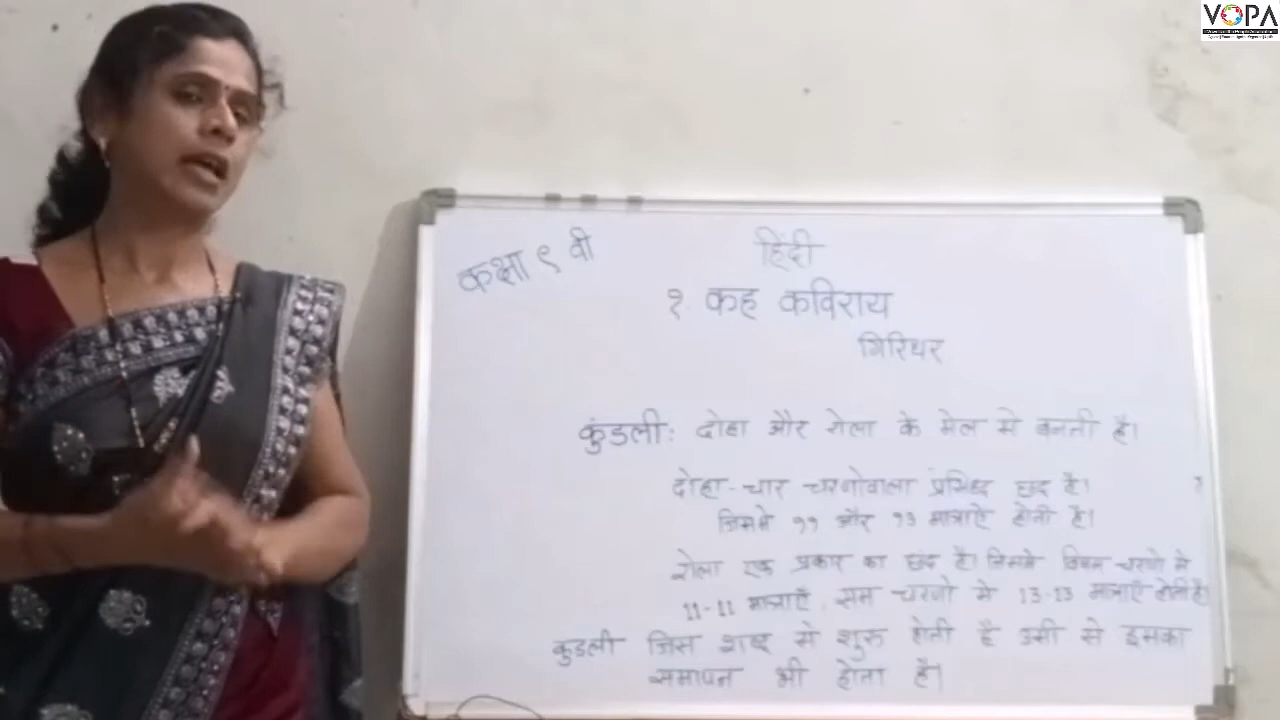 VOPA
कक्षा ९ वी
हिंदी
१. कह कविराय
गिरिधर
कुंडली: दोहा और रोला के मेल मे बनती है।
दोहा - चार चरणोवाला प्रसिध्द छंद है।
जिसमे ११ और १३ मात्राऐ होती है।
रोला एक प्रकार का छंद है। जिसमे विषम चरणो मे
11-11 मात्राएँ, सम चरणो मे 13-13 मात्राएँ होती है
कुडली जिस शब्द से शुरु होती है उसी से इसका
समापन भी होता है।